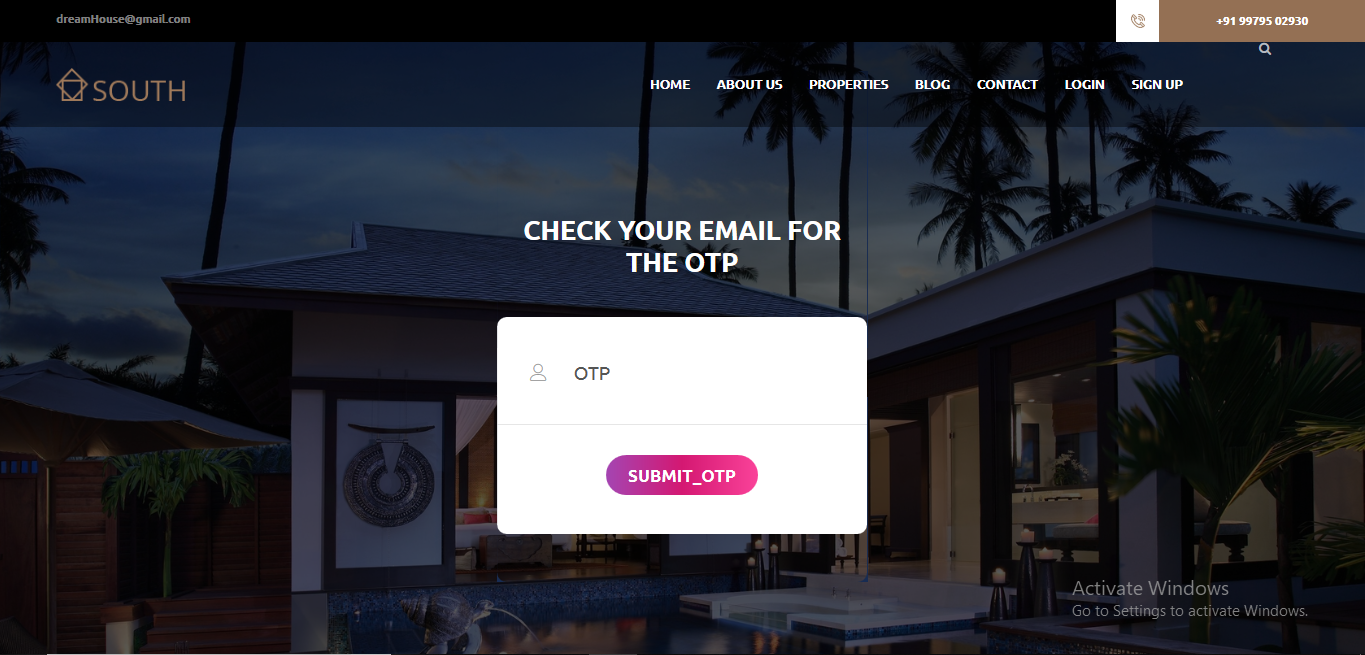 dreamHouse@gmail.com
+91 99795 02930
SOUTH
HOME ABOUT US PROPERTIES BLOG CONTACT LOGIN SIGN UP
CHECK YOUR EMAIL FOR
THE OTP
OTP
SUBMIT_OTP
Activate Windows
Go to Settings to activate Windows.